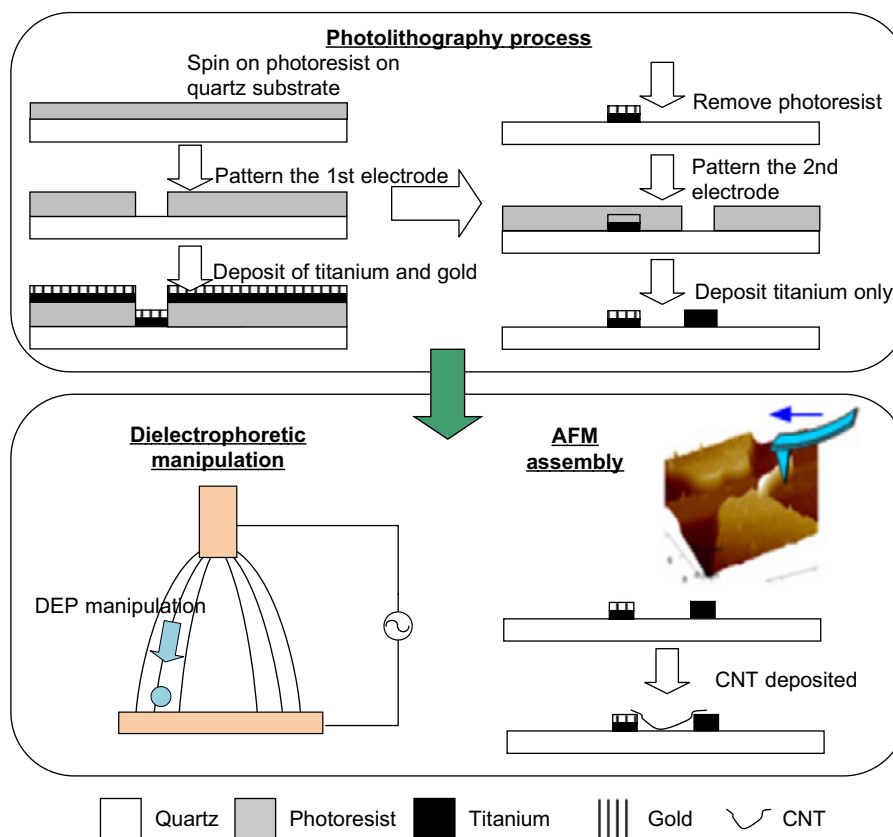 Photolithography process
Spin on photoresist on
quartz substrate
Pattern the 1st electrode
Deposit of titanium and gold
Remove photoresist
Pattern the 2nd
electrode
Deposit titanium only
Dielectrophoretic
manipulation
DEP manipulation
AFM
assembly
CNT deposited
Quartz
Photoresist
Titanium
Gold
CNT